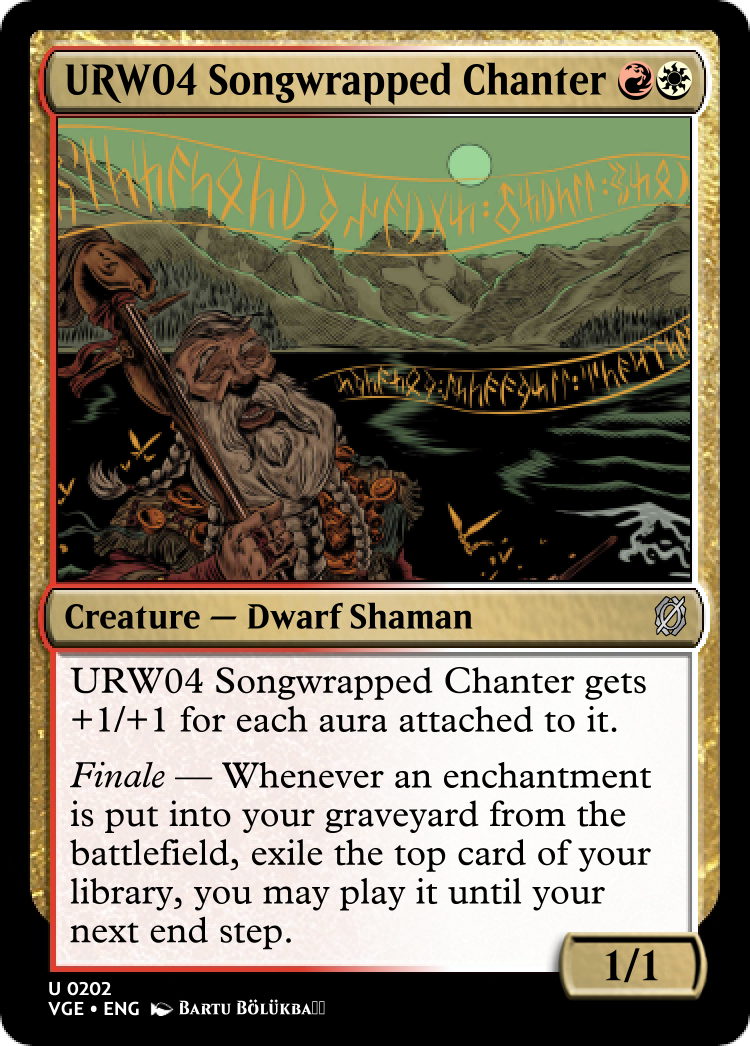 URW04 Songwrapped Chanter
Creature — Dwarf Shaman
URW04 Songwrapped Chanter gets
+1/+1 for each aura attached to it.
Finale — Whenever an enchantment
is put into your graveyard from the
battlefield, exile the top card of your
library, you may play it until your
next end step.
1/1
U 0202
VGE • ENG Bartu Bölükba